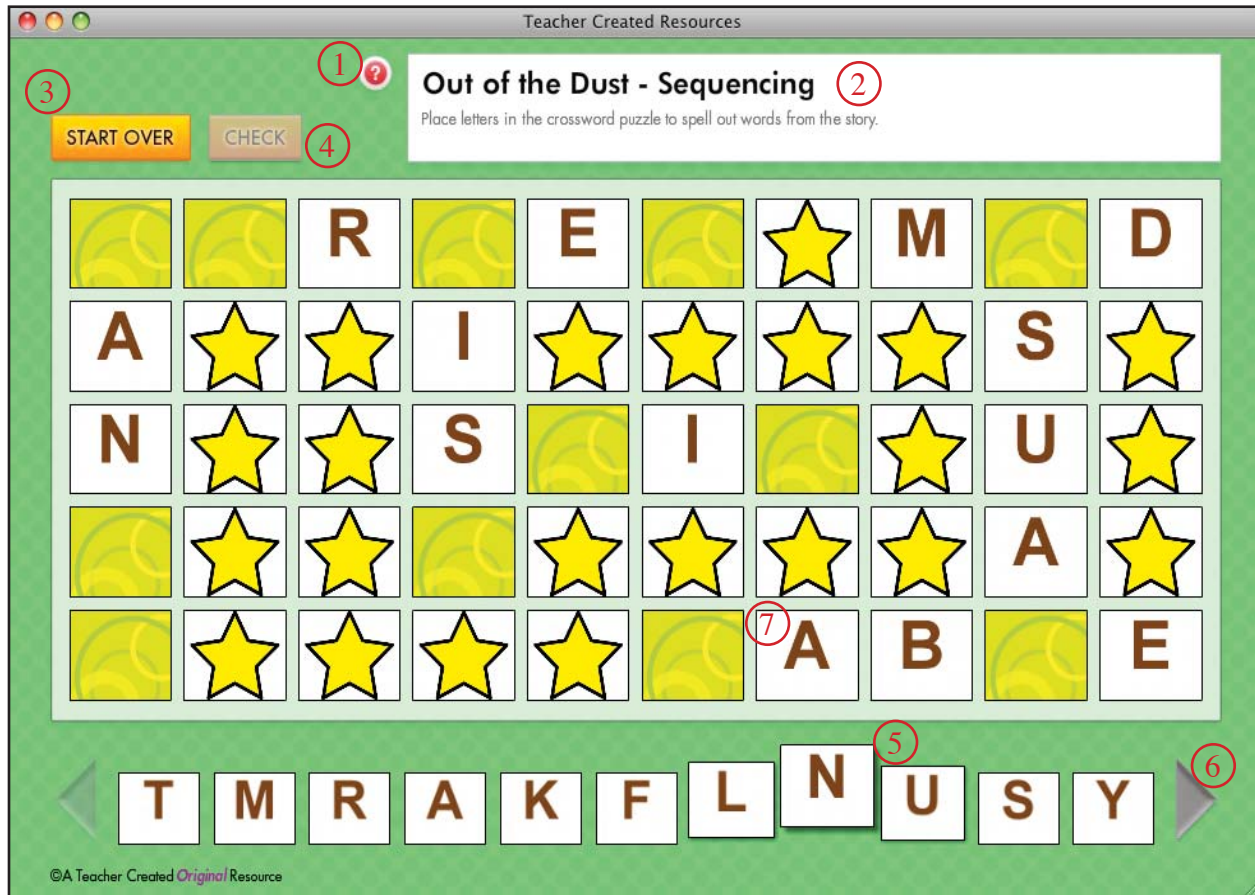 Teacher Created Resources
1 ?
Out of the Dust - Sequencing 2
3
Place letters in the crossword puzzle to spell out words from the story.
START OVER CHECK 4
R E M D
A I S
N S I U
A
7 A B E
5
6
T M R A K F L N U S Y
©A Teacher Created Original Resource